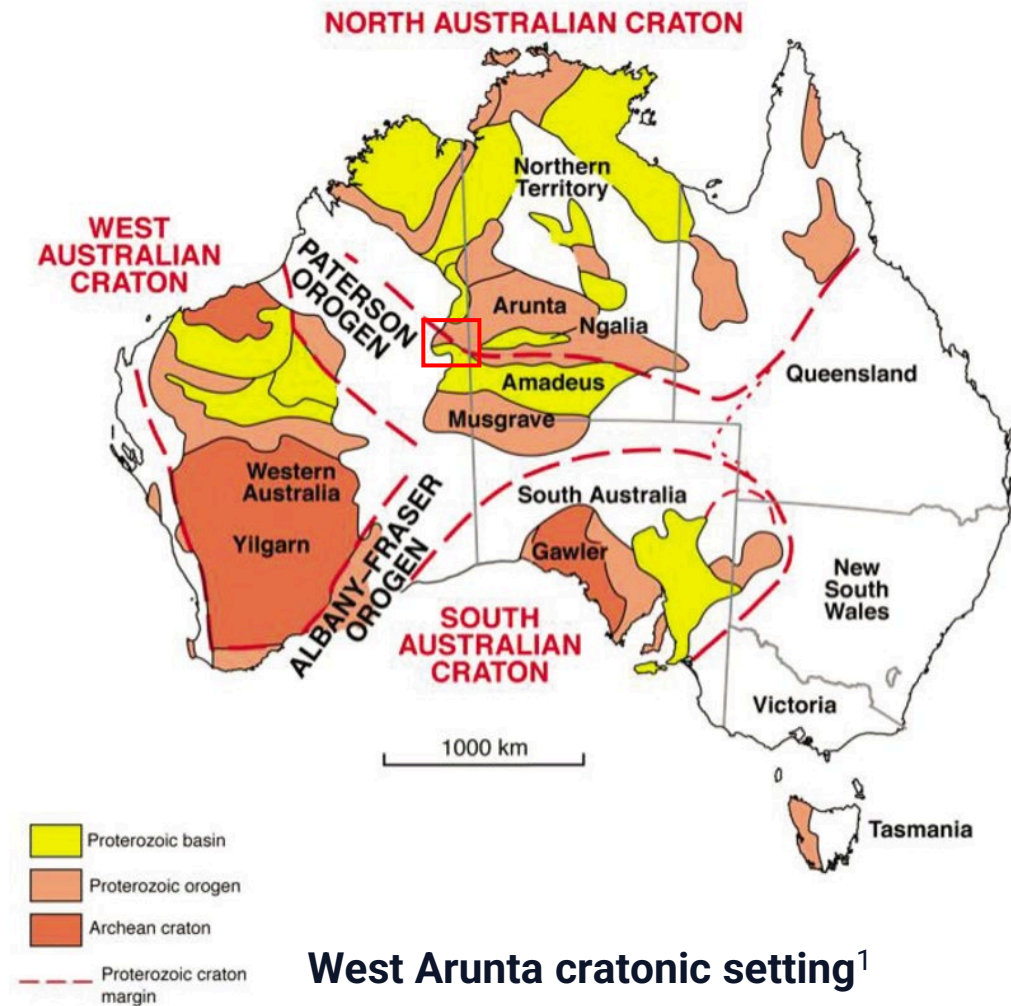 NORTH AUSTRALIAN CRATON
Northern
Territory
WEST
AUSTRALIAN
CRATON
PATERSON
OROGEN
Arunta
Ngalia
Amadeus
Queensland
Musgrave
Western
Australia
South Australia
Yilgarn
Gawler
ALBANY–FRASER
OROGEN
New
South
Wales
SOUTH
AUSTRALIAN
CRATON
Victoria
1000 km
Tasmania
Proterozoic basin
Proterozoic orogen
Archean craton
Proterozoic craton
margin
West Arunta cratonic setting¹